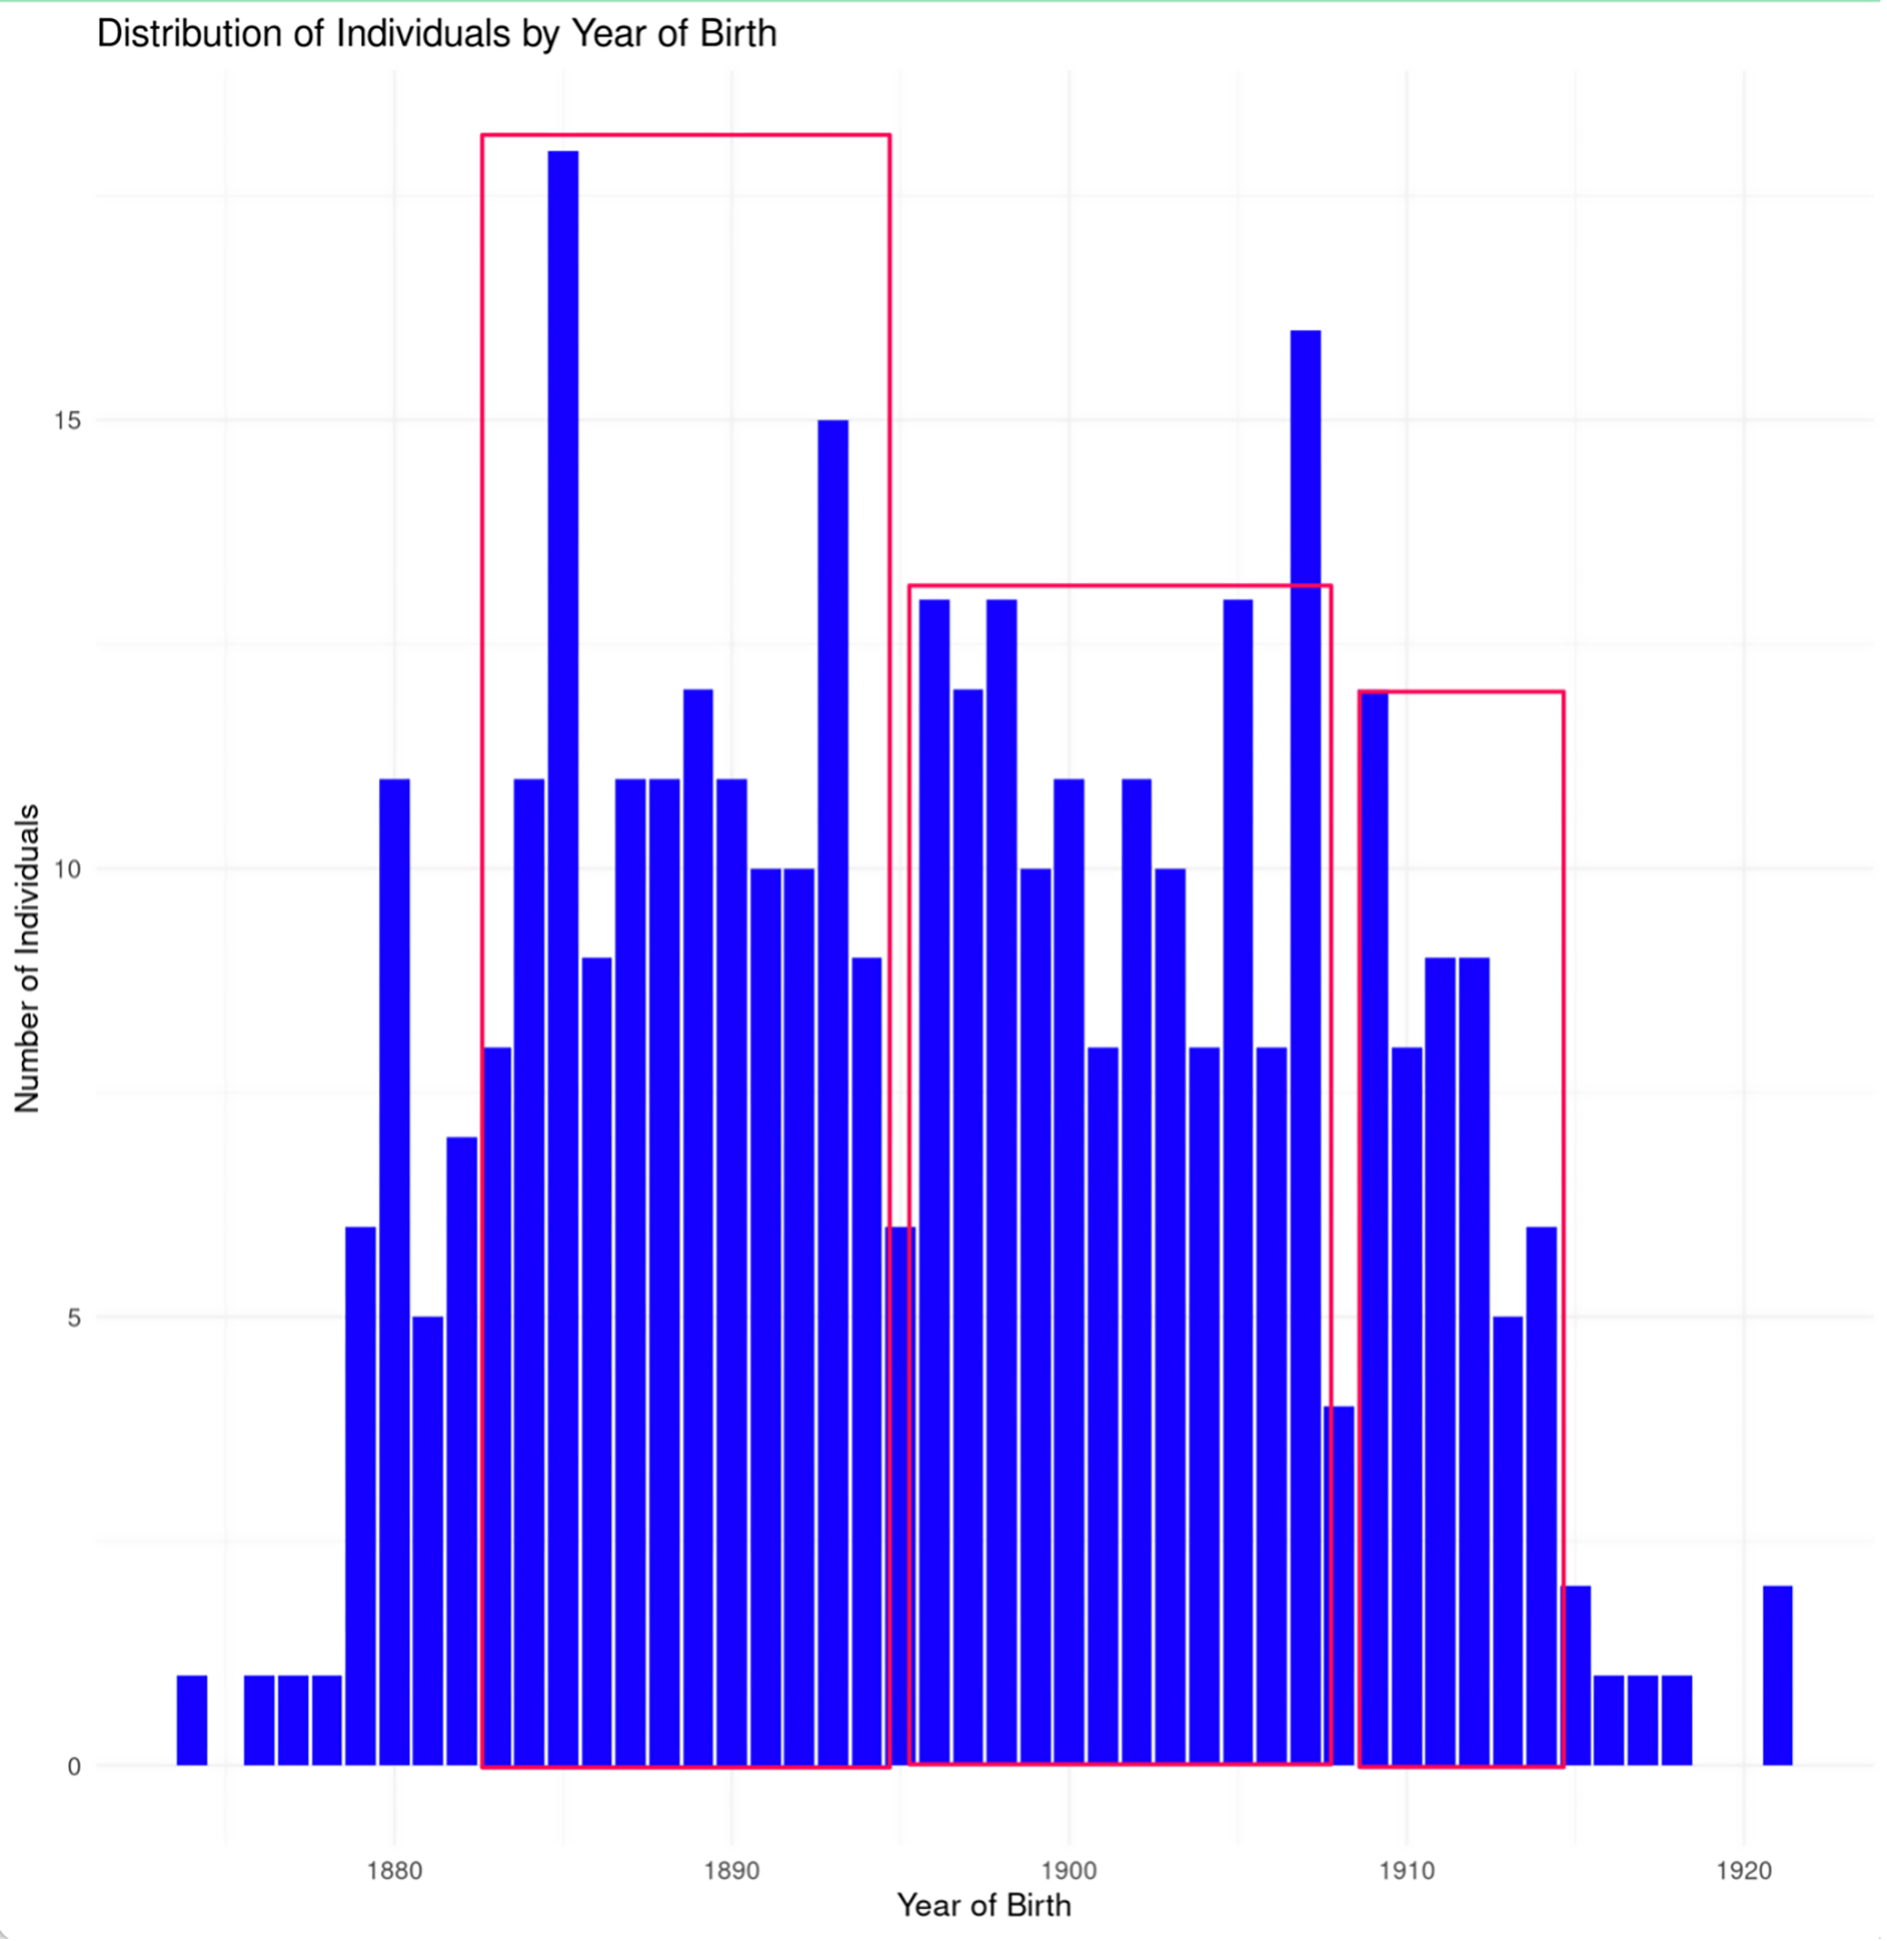 Distribution of Individuals by Year of Birth
Number of Individuals
15
10
5
0
1880 1890 1900 1910 1920
Year of Birth